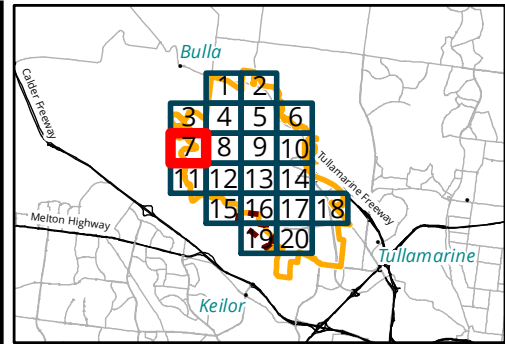 Bulla
Calder Freeway
1 2
3 4 5 6
7 8 9 10
Tullamarine Freeway
11 12 13 14
15 16 17 18
Melton Highway
19 20
Tullamarine
Keilor